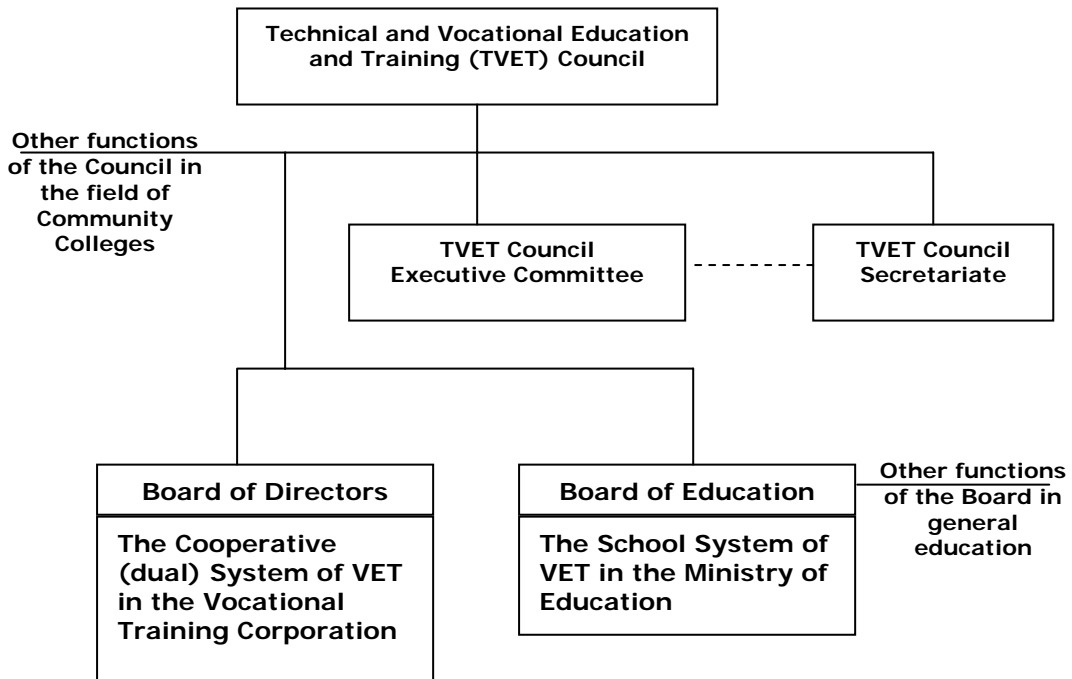 Technical and Vocational Education
and Training (TVET) Council
Other functions
of the Council in
the field of
Community
Colleges
TVET Council
Executive Committee
TVET Council
Secretariate
Board of Directors
The Cooperative
(dual) System of VET
in the Vocational
Training Corporation
Board of Education
The School System of
VET in the Ministry of
Education
Other functions
of the Board in
general
education